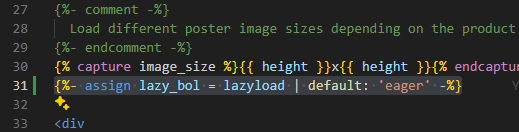 27 {%- comment -%}
28 Load different poster image sizes depending on the product
29 {%- endcomment -%}
30 {% capture image_size %}{{ height }}x{{ height }}{% endcaptu
31 {%- assign lazy_bol = lazyload | default: 'eager' -%} Y
32
33 <div